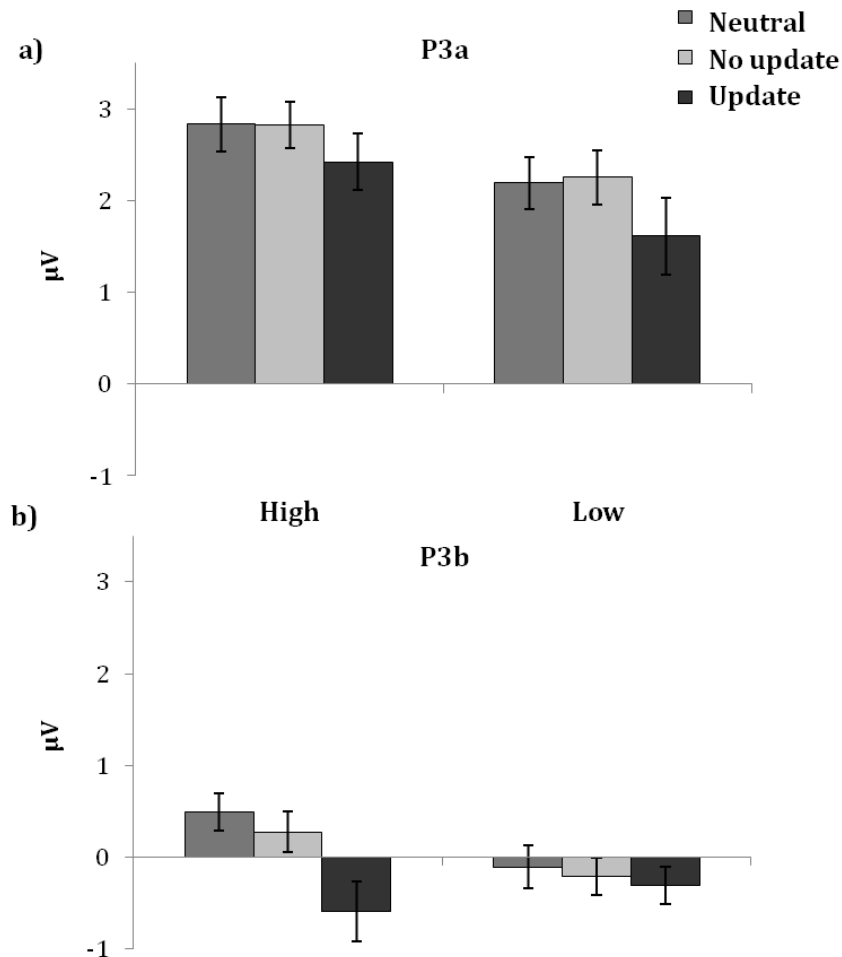 Neutral
No update
Update
a)
P3a
3
2
1
0
-1
µV
High
Low
b)
P3b
3
2
1
0
-1
µV